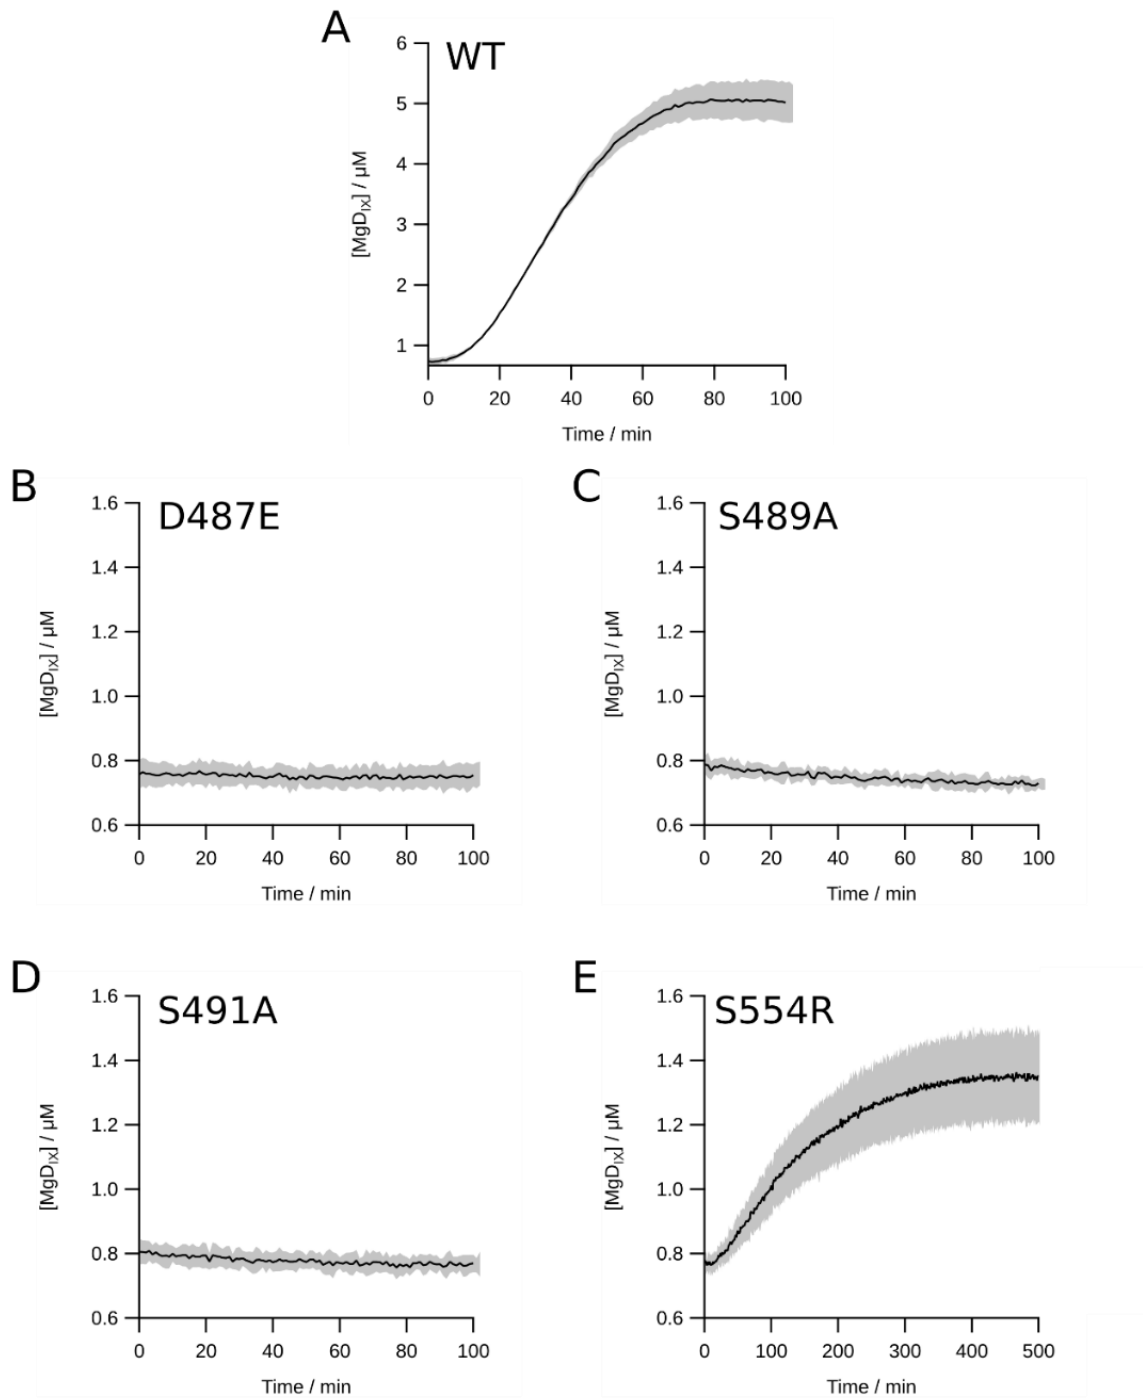 A
WT
6
5
4
3
2
1
[MgD_IX] / µM
0 20 40 60 80 100
Time / min
B
D487E
1.6
1.4
1.2
1.0
0.8
0.6
[MgD_IX] / µM
0 20 40 60 80 100
Time / min
C
S489A
1.6
1.4
1.2
1.0
0.8
0.6
[MgD_IX] / µM
0 20 40 60 80 100
Time / min
D
S491A
1.6
1.4
1.2
1.0
0.8
0.6
[MgD_IX] / µM
0 20 40 60 80 100
Time / min
E
S554R
1.6
1.4
1.2
1.0
0.8
0.6
[MgD_IX] / µM
0 100 200 300 400 500
Time / min